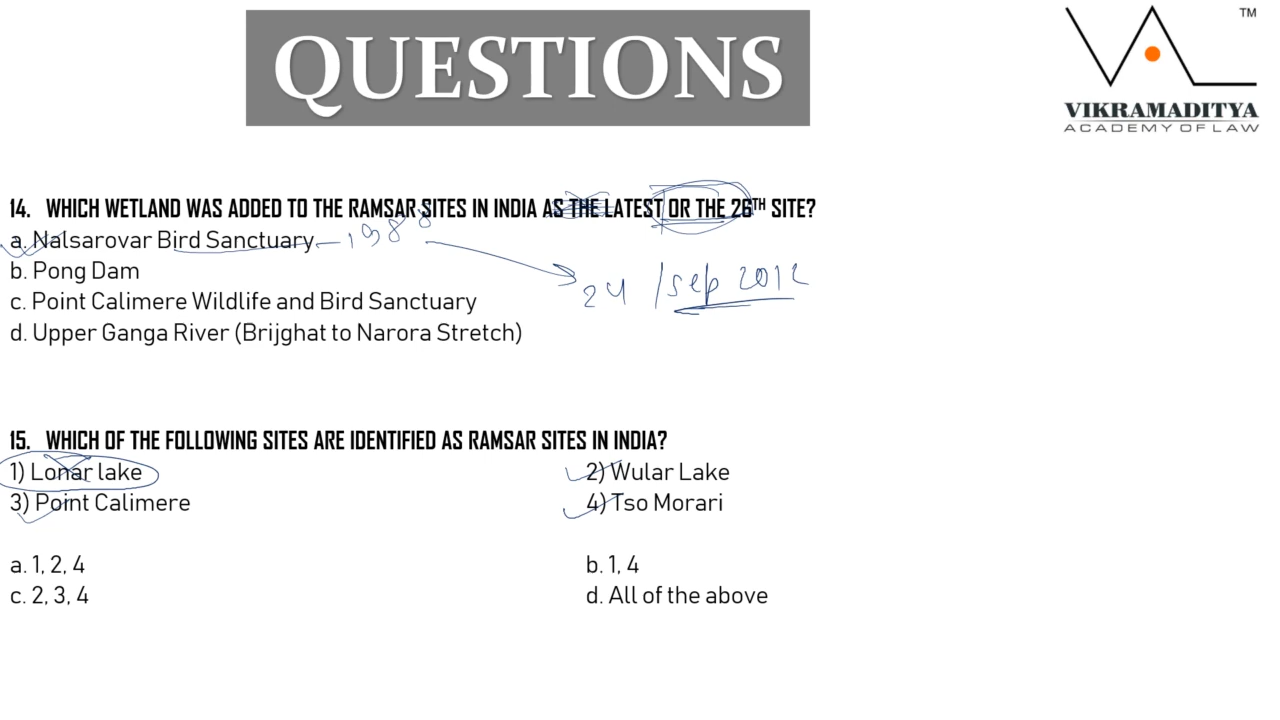 QUESTIONS
TM
VIKRAMADITYA
ACADEMY OF LAW
14. WHICH WETLAND WAS ADDED TO THE RAMSAR SITES IN INDIA AS THE LATEST OR THE 26TH SITE?
a. Nalsarovar Bird Sanctuary 1988
24 / Sep 2012
b. Pong Dam
c. Point Calimere Wildlife and Bird Sanctuary
d. Upper Ganga River (Brijghat to Narora Stretch)
15. WHICH OF THE FOLLOWING SITES ARE IDENTIFIED AS RAMSAR SITES IN INDIA?
1) Lonar lake 2) Wular Lake
3) Point Calimere 4) Tso Morari
a. 1, 2, 4 b. 1, 4
c. 2, 3, 4 d. All of the above